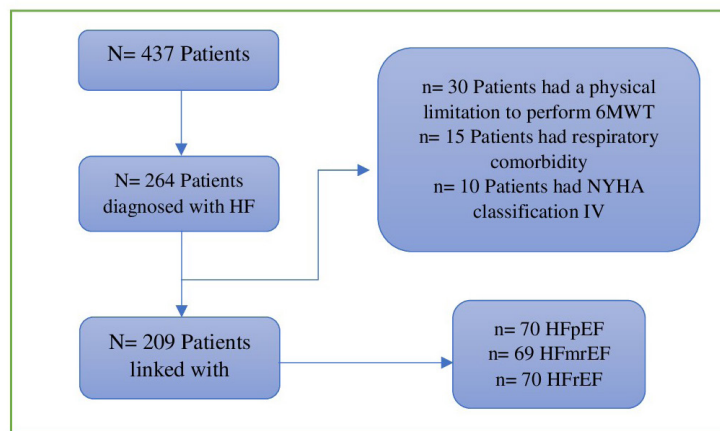 N= 437 Patients
N= 264 Patients
diagnosed with HF
n= 30 Patients had a physical
limitation to perform 6MWT
n= 15 Patients had respiratory
comorbidity
n= 10 Patients had NYHA
classification IV
N= 209 Patients
linked with
n= 70 HFpEF
n= 69 HFmrEF
n= 70 HFrEF